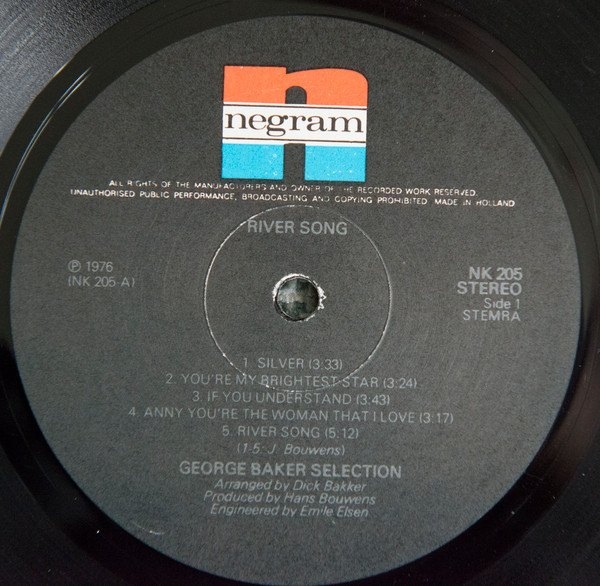 n
negram
ALL RIGHTS OF THE MANUFACTURERS AND OWNER OF THE RECORDED WORK RESERVED.
UNAUTHORISED PUBLIC PERFORMANCE, BROADCASTING AND COPYING PROHIBITED. MADE IN HOLLAND
RIVER SONG
℗ 1976
(NK 205-A)
NK 205
STEREO
Side 1
STEMRA
1. SILVER (3:33)
2. YOU'RE MY BRIGHTEST STAR (3:24)
3. IF YOU UNDERSTAND (3:43)
4. ANNY YOU'RE THE WOMAN THAT I LOVE (3:17)
5. RIVER SONG (5:12)
(1-5: J. Bouwens)
GEORGE BAKER SELECTION
Arranged by Dick Bakker
Produced by Hans Bouwens
Engineered by Emile Elsen